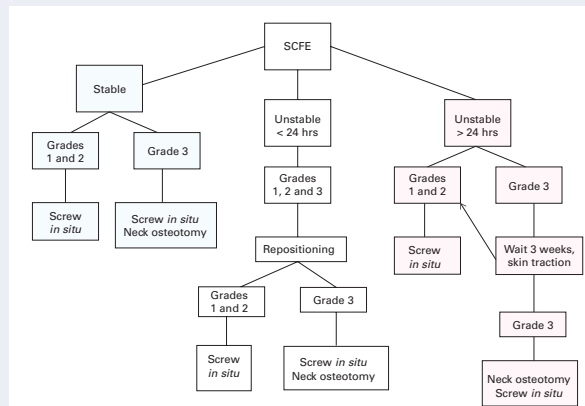 SCFE
Stable
Grades
1 and 2
Grade 3
Screw
in situ
Screw in situ
Neck osteotomy
Unstable
< 24 hrs
Grades
1, 2 and 3
Repositioning
Grades
1 and 2
Grade 3
Screw
in situ
Screw in situ
Neck osteotomy
Unstable
> 24 hrs
Grades
1 and 2
Grade 3
Screw
in situ
Wait 3 weeks,
skin traction
Grade 3
Neck osteotomy
Screw in situ